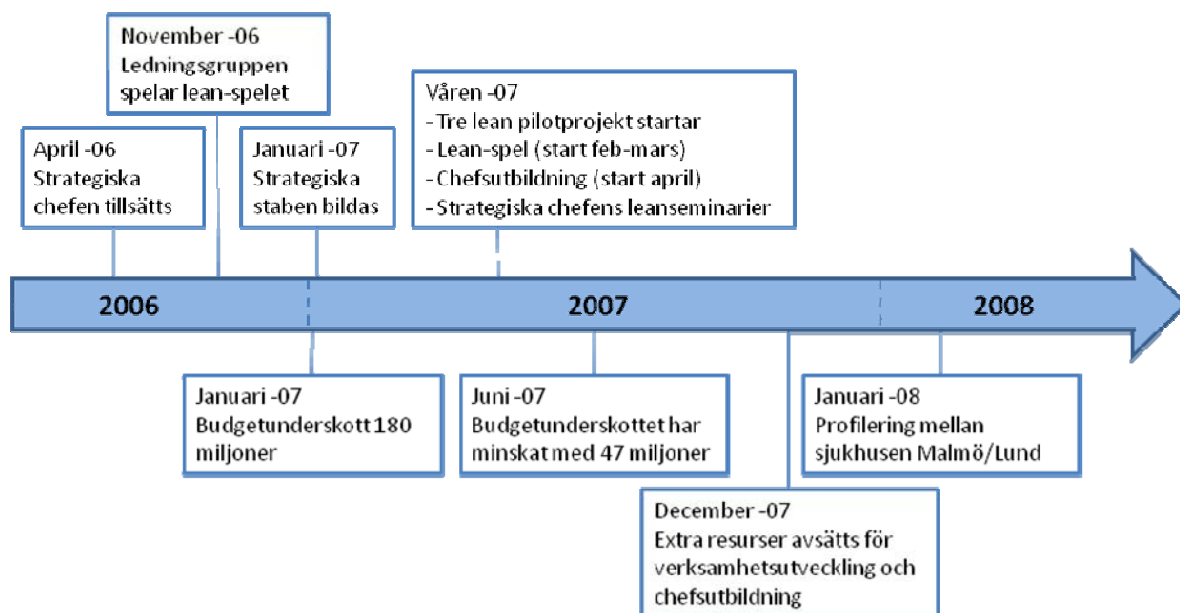 November -06
Ledningsgruppen
spelar lean-spelet
April -06
Strategiska
chefen tillsätts
Januari -07
Strategiska
staben bildas
Våren -07
- Tre lean pilotprojekt startar
- Lean-spel (start feb-mars)
- Chefsutbildning (start april)
- Strategiska chefens leanseminarier
2006
2007
2008
Januari -07
Budgetunderskott 180
miljoner
Juni -07
Budgetunderskottet har
minskat med 47 miljoner
Januari -08
Profilering mellan
sjukhusen Malmö/Lund
December -07
Extra resurser avsätts för
verksamhetsutveckling och
chefsutbildning